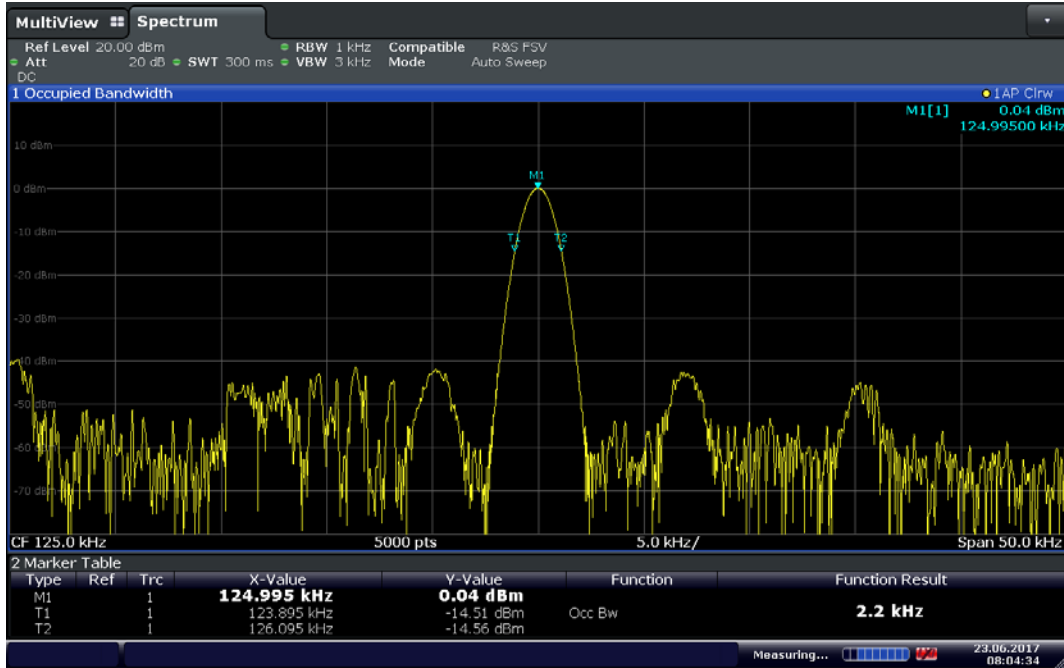 MultiView Spectrum
Ref Level 20.00 dBm RBW 1 kHz Compatible R&S FSV
Att 20 dB SWT 300 ms VBW 3 kHz Mode Auto Sweep
DC
1 Occupied Bandwidth 1AP Clrw
M1[1] 0.04 dBm
124.99500 kHz
10 dBm
M1
0 dBm
-10 dBm
T1 T2
-20 dBm
-30 dBm
-40 dBm
-50 dBm
-60 dBm
-70 dBm
CF 125.0 kHz 5000 pts 5.0 kHz/ Span 50.0 kHz
2 Marker Table
Type Ref Trc X-Value Y-Value Function Function Result
M1 1 124.995 kHz 0.04 dBm
T1 1 123.895 kHz -14.51 dBm Occ Bw 2.2 kHz
T2 1 126.095 kHz -14.56 dBm
Measuring... 23.06.2017
08:04:34